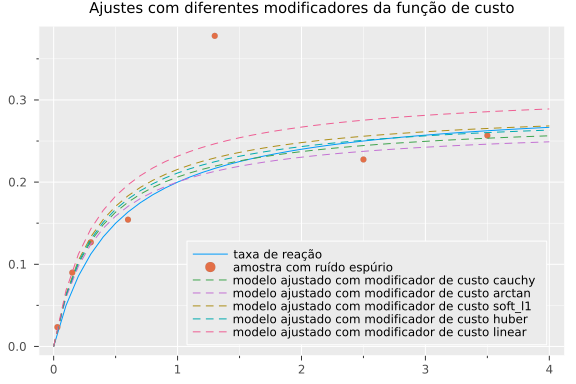 Ajustes com diferentes modificadores da função de custo
0.3
0.2
0.1
0.0
taxa de reação
amostra com ruído espúrio
modelo ajustado com modificador de custo cauchy
modelo ajustado com modificador de custo arctan
modelo ajustado com modificador de custo soft_l1
modelo ajustado com modificador de custo huber
modelo ajustado com modificador de custo linear
0 1 2 3 4